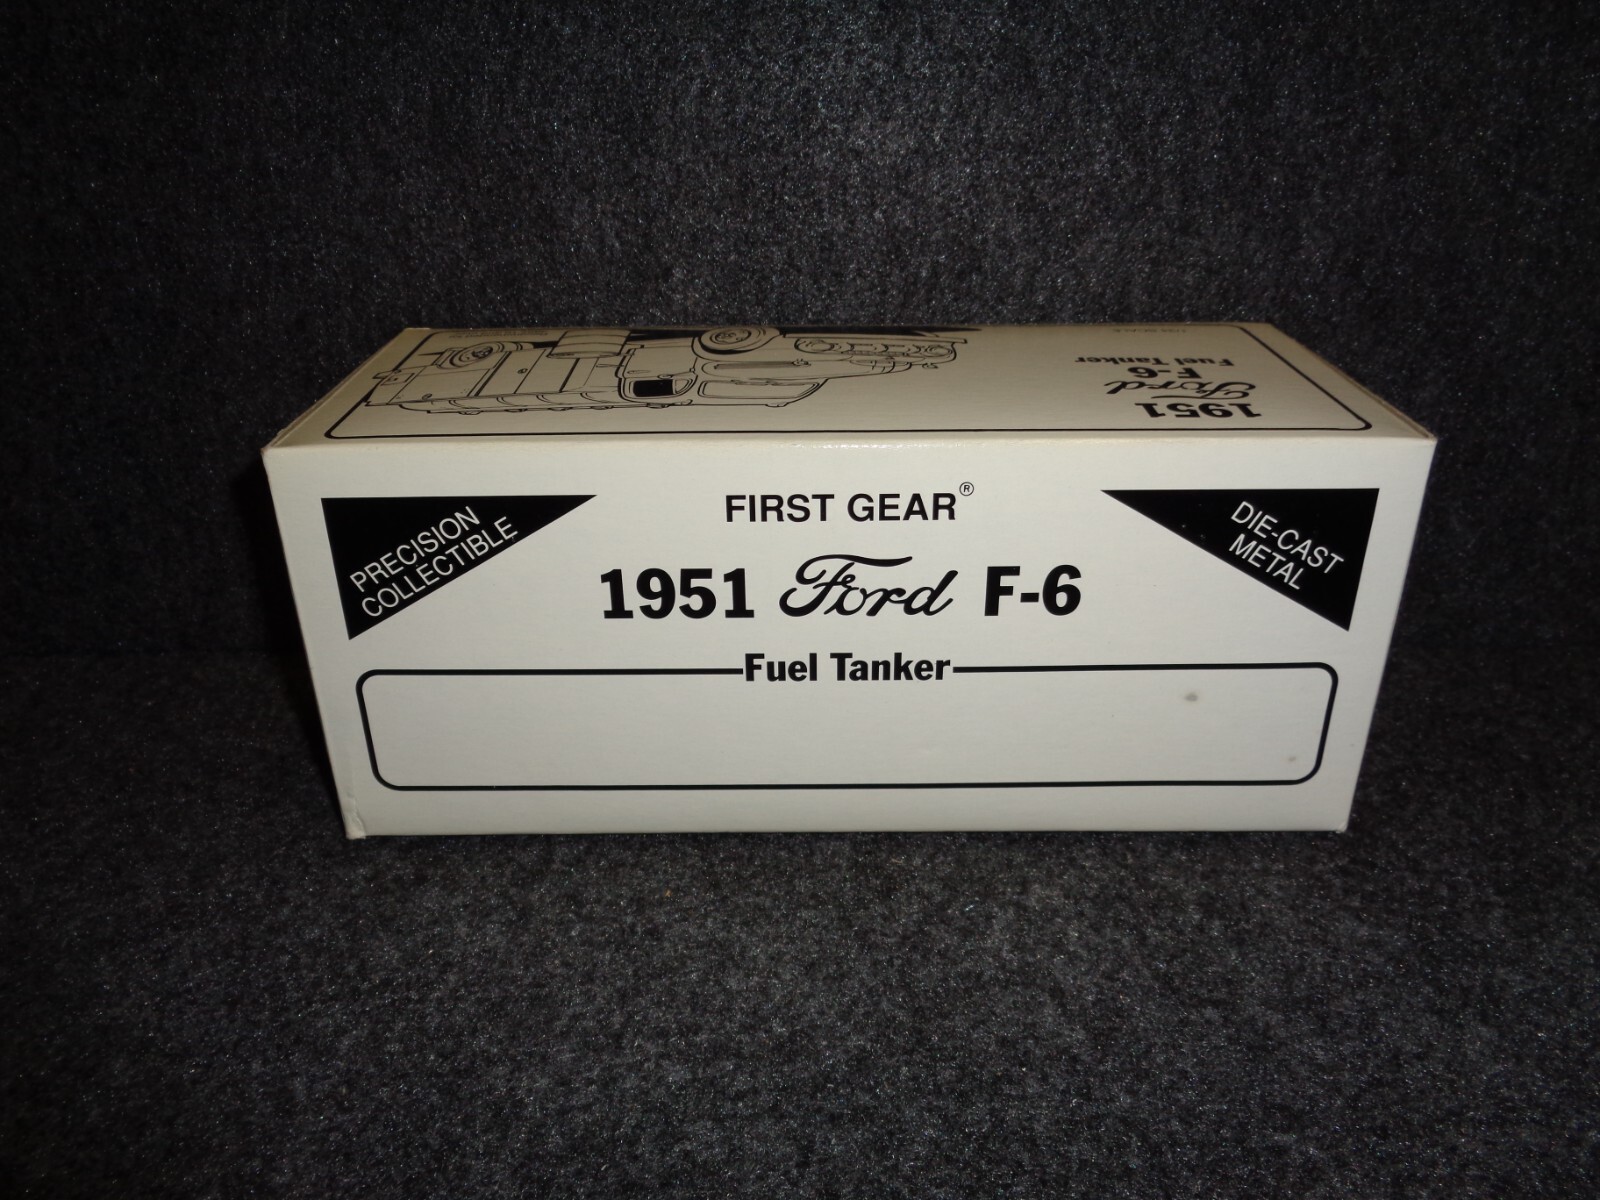 1951
Ford
F-6
Fuel Tanker
FIRST GEAR®
PRECISION
COLLECTIBLE
DIE-CAST
METAL
1951 Ford F-6
Fuel Tanker